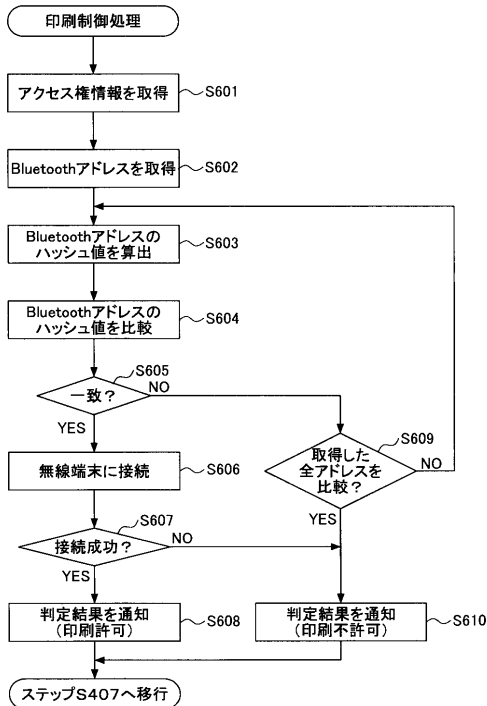 印刷制御処理
アクセス権情報を取得
S601
Bluetoothアドレスを取得
S602
Bluetoothアドレスの
ハッシュ値を算出
S603
Bluetoothアドレスの
ハッシュ値を比較
S604
一致?
S605
NO
YES
無線端末に接続
S606
取得した
全アドレスを
比較?
S609
NO
YES
接続成功?
S607
NO
YES
判定結果を通知
(印刷許可)
S608
判定結果を通知
(印刷不許可)
S610
ステップS407へ移行